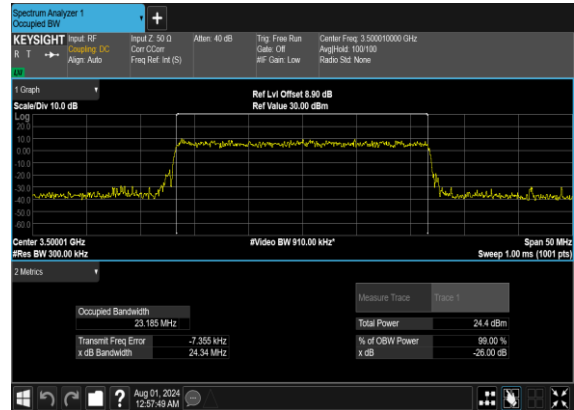 Spectrum Analyzer 1
Occupied BW
+
KEYSIGHT Input: RF Input Z: 50 Ω Atten: 40 dB Trig: Free Run Center Freq: 3.500010000 GHz
R T Coupling: DC Corr CCorr Gate: Off Avg|Hold: 100/100
Align: Auto Freq Ref: Int (S) #IF Gain: Low Radio Std: None
LW
1 Graph Ref Lvl Offset 8.90 dB
Scale/Div 10.0 dB Ref Value 30.00 dBm
Log
20.0
10.0
0.00
-10.0
-20.0
-30.0
-40.0
-50.0
-60.0
Center 3.50001 GHz #Video BW 910.00 kHz* Span 50 MHz
#Res BW 300.00 kHz Sweep 1.00 ms (1001 pts)
2 Metrics
Measure Trace Trace 1
Occupied Bandwidth
23.185 MHz Total Power 24.4 dBm
Transmit Freq Error -7.355 kHz % of OBW Power 99.00 %
x dB Bandwidth 24.34 MHz x dB -26.00 dB
? Aug 01, 2024
12:57:49 AM